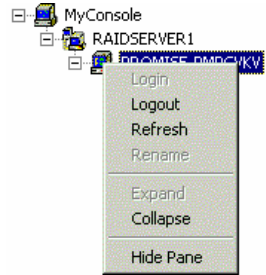 MyConsole
RAIDSERVER1
Login
Logout
Refresh
Rename
Expand
Collapse
Hide Pane